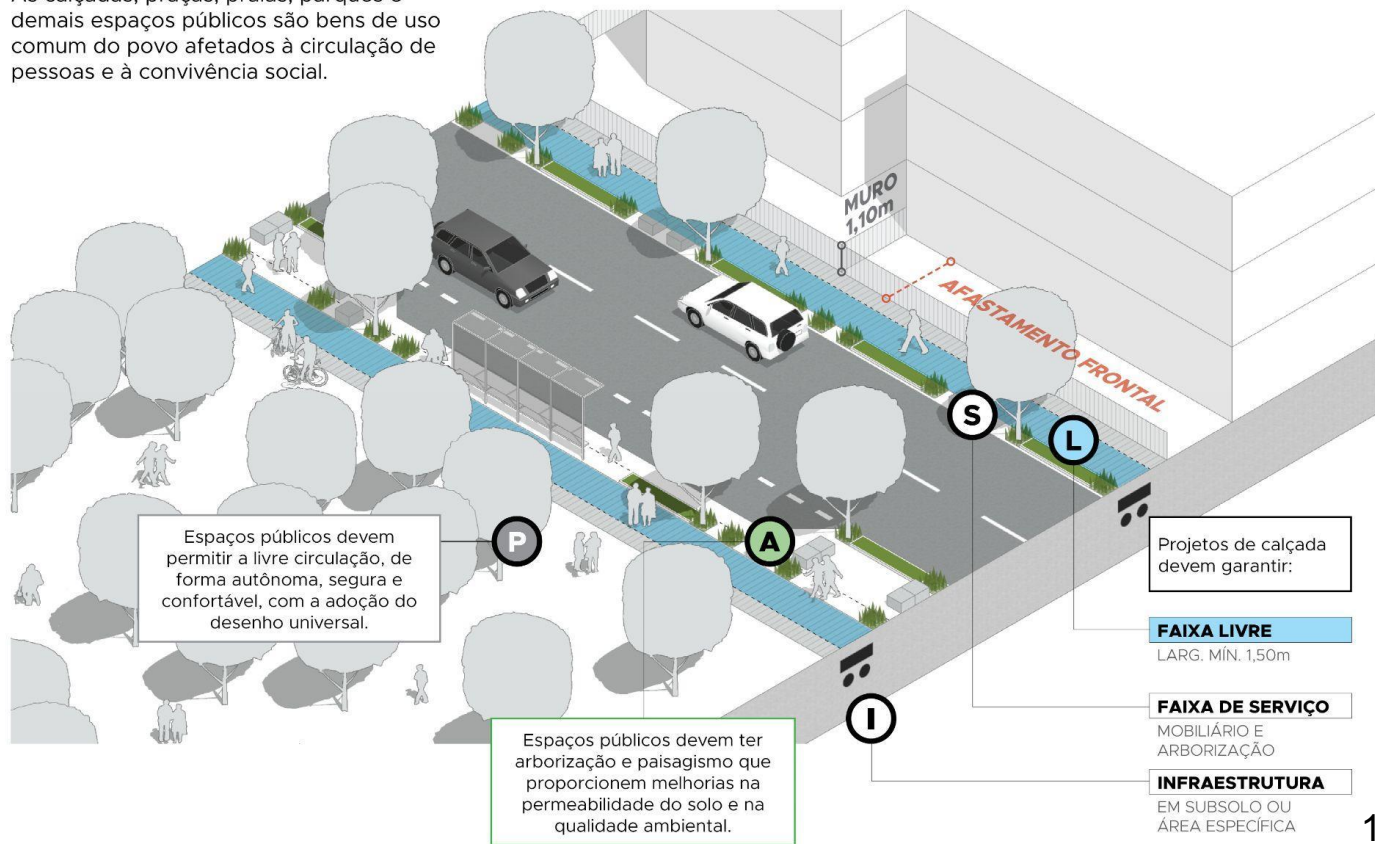 As calçadas, praças, praias, parques e
demais espaços públicos são bens de uso
comum do povo afetados à circulação de
pessoas e à convivência social.
MURO
1,10m
AFASTAMENTO FRONTAL
S
L
P
A
I
Espaços públicos devem
permitir a livre circulação, de
forma autônoma, segura e
confortável, com a adoção do
desenho universal.
Espaços públicos devem ter
arborização e paisagismo que
proporcionem melhorias na
permeabilidade do solo e na
qualidade ambiental.
Projetos de calçada
devem garantir:
FAIXA LIVRE
LARG. MÍN. 1,50m
FAIXA DE SERVIÇO
MOBILIÁRIO E
ARBORIZAÇÃO
INFRAESTRUTURA
EM SUBSOLO OU
ÁREA ESPECÍFICA
1